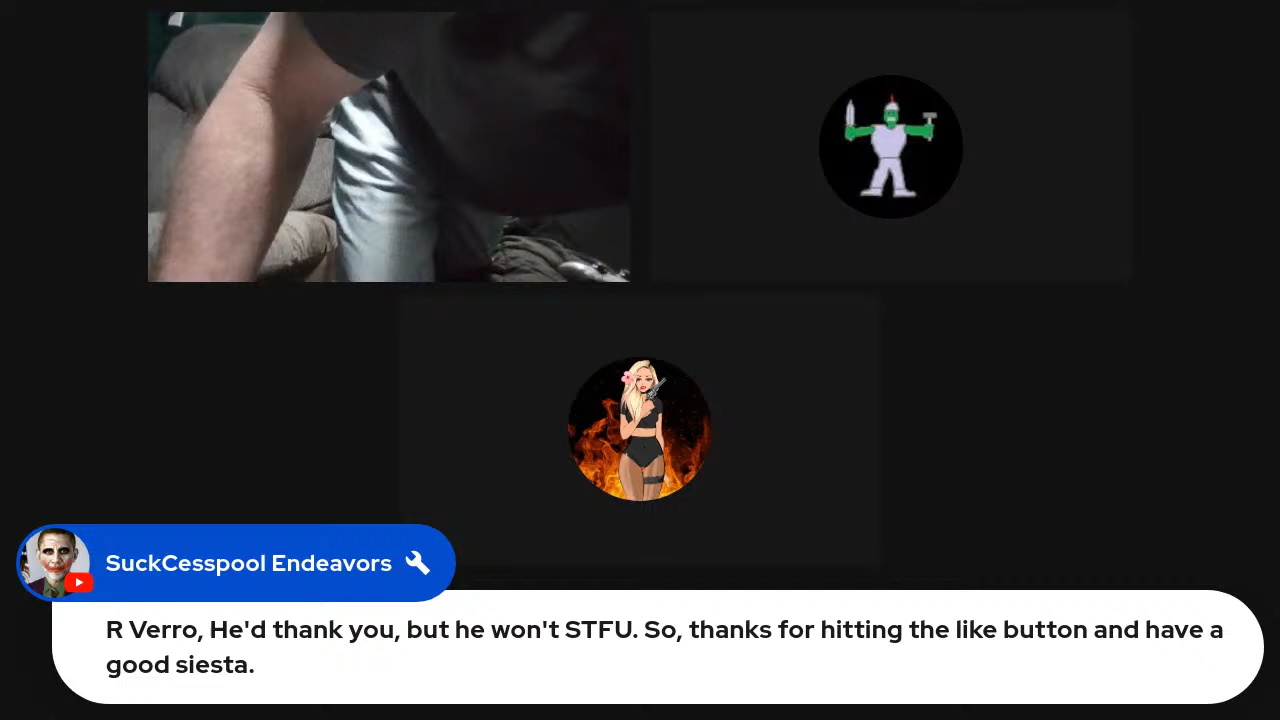 SuckCesspool Endeavors
R Verro, He'd thank you, but he won't STFU. So, thanks for hitting the like button and have a
good siesta.